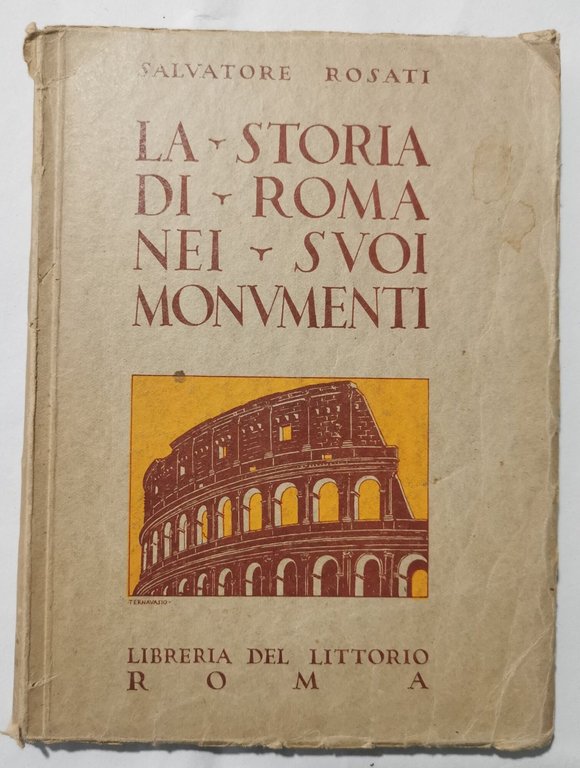 SALVATORE ROSATI
LA STORIA
DI ROMA
NEI SVOI
MONVMENTI
·TERNAVASIO·
LIBRERIA DEL LITTORIO
ROMA